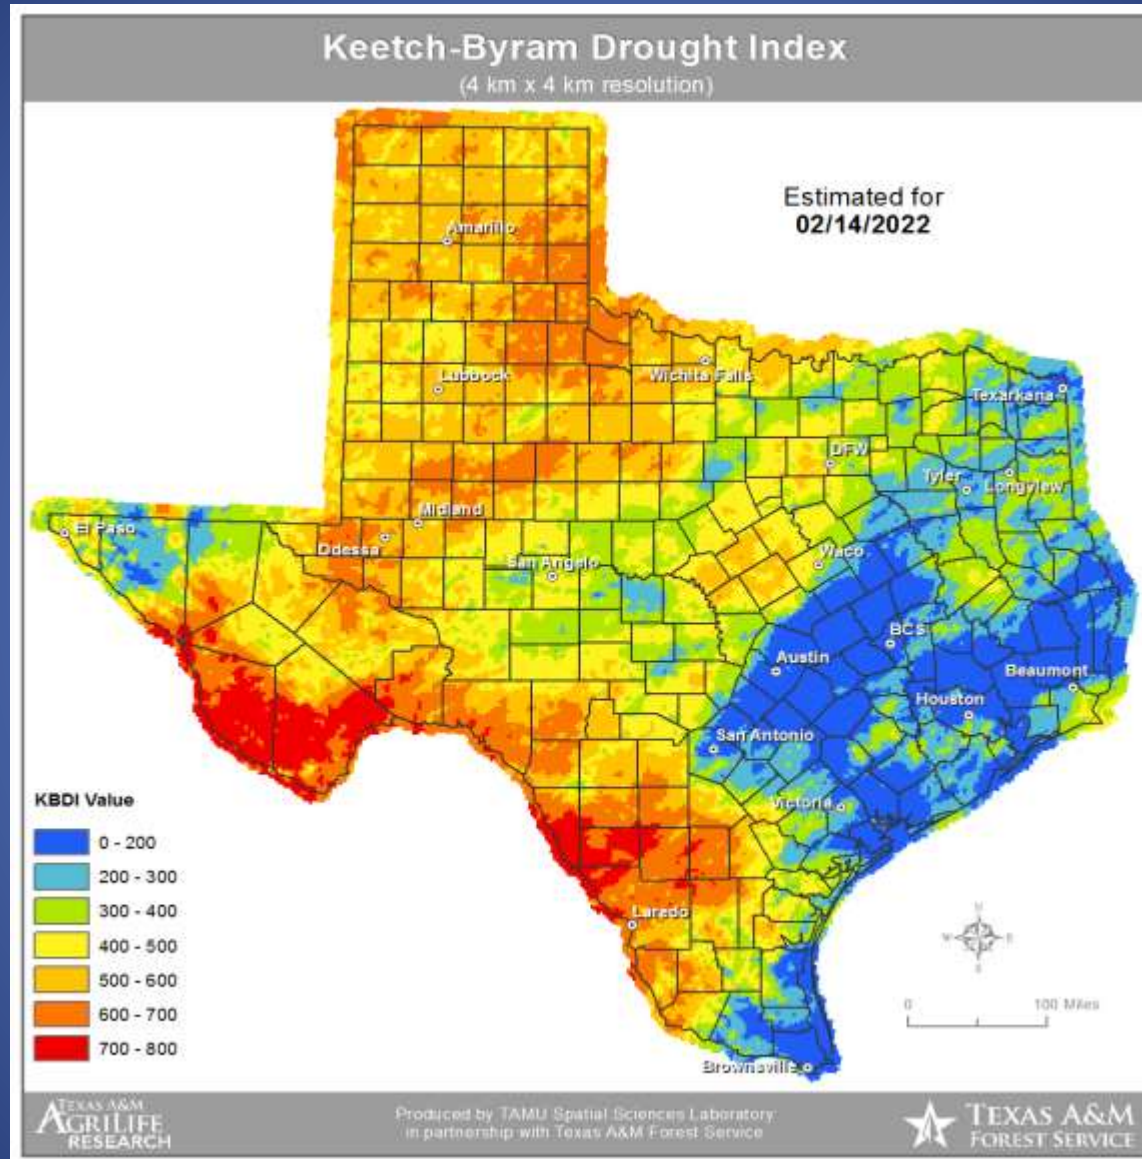 Keetch-Byram Drought Index
(4 km x 4 km resolution)
Estimated for
02/14/2022
Amarillo
Lubbock
Wichita Falls
Texarkana
DFW
Tyler
Longview
Midland
El Paso
Odessa
San Angelo
Waco
BCS
Austin
Beaumont
Houston
San Antonio
Victoria
Laredo
Brownsville
KBDI Value
0 - 200
200 - 300
300 - 400
400 - 500
500 - 600
600 - 700
700 - 800
N
W
E
S
0 100 Miles
TEXAS A&M
AGRILIFE
RESEARCH
Produced by TAMU Spatial Sciences Laboratory
in partnership with Texas A&M Forest Service
TEXAS A&M
FOREST SERVICE